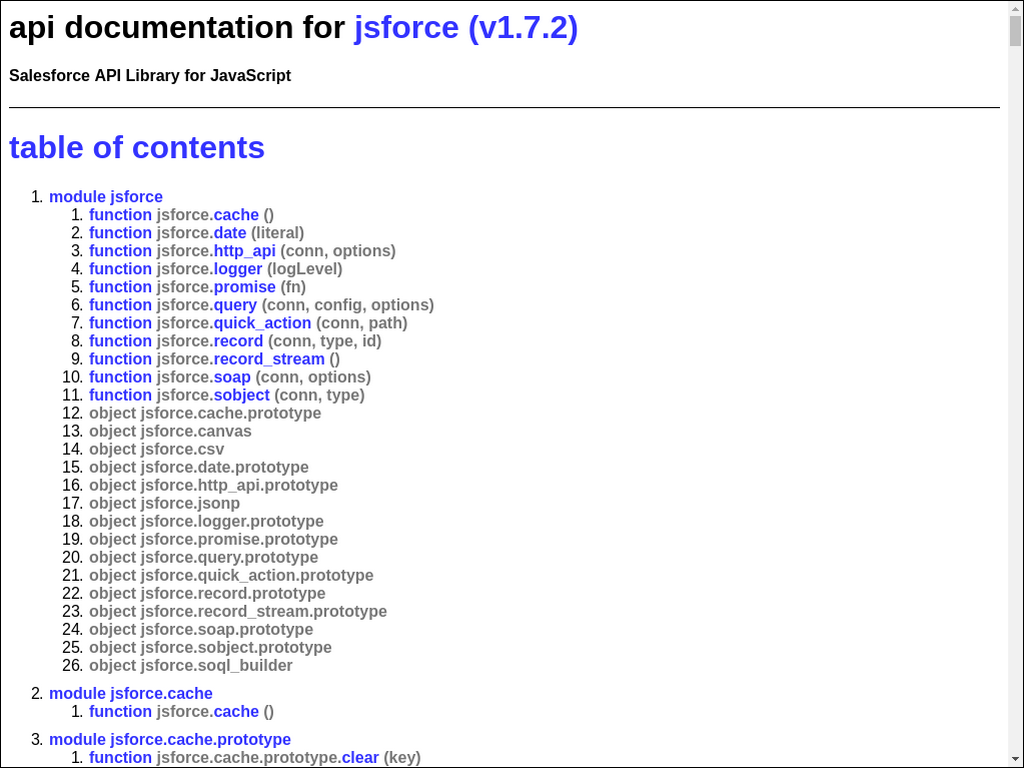 api documentation for jsforce (v1.7.2)
Salesforce API Library for JavaScript
table of contents
1. module jsforce
1. function jsforce.cache ()
2. function jsforce.date (literal)
3. function jsforce.http_api (conn, options)
4. function jsforce.logger (logLevel)
5. function jsforce.promise (fn)
6. function jsforce.query (conn, config, options)
7. function jsforce.quick_action (conn, path)
8. function jsforce.record (conn, type, id)
9. function jsforce.record_stream ()
10. function jsforce.soap (conn, options)
11. function jsforce.sobject (conn, type)
12. object jsforce.cache.prototype
13. object jsforce.canvas
14. object jsforce.csv
15. object jsforce.date.prototype
16. object jsforce.http_api.prototype
17. object jsforce.jsonp
18. object jsforce.logger.prototype
19. object jsforce.promise.prototype
20. object jsforce.query.prototype
21. object jsforce.quick_action.prototype
22. object jsforce.record.prototype
23. object jsforce.record_stream.prototype
24. object jsforce.soap.prototype
25. object jsforce.sobject.prototype
26. object jsforce.soql_builder
2. module jsforce.cache
1. function jsforce.cache ()
3. module jsforce.cache.prototype
1. function jsforce.cache.prototype.clear (key)